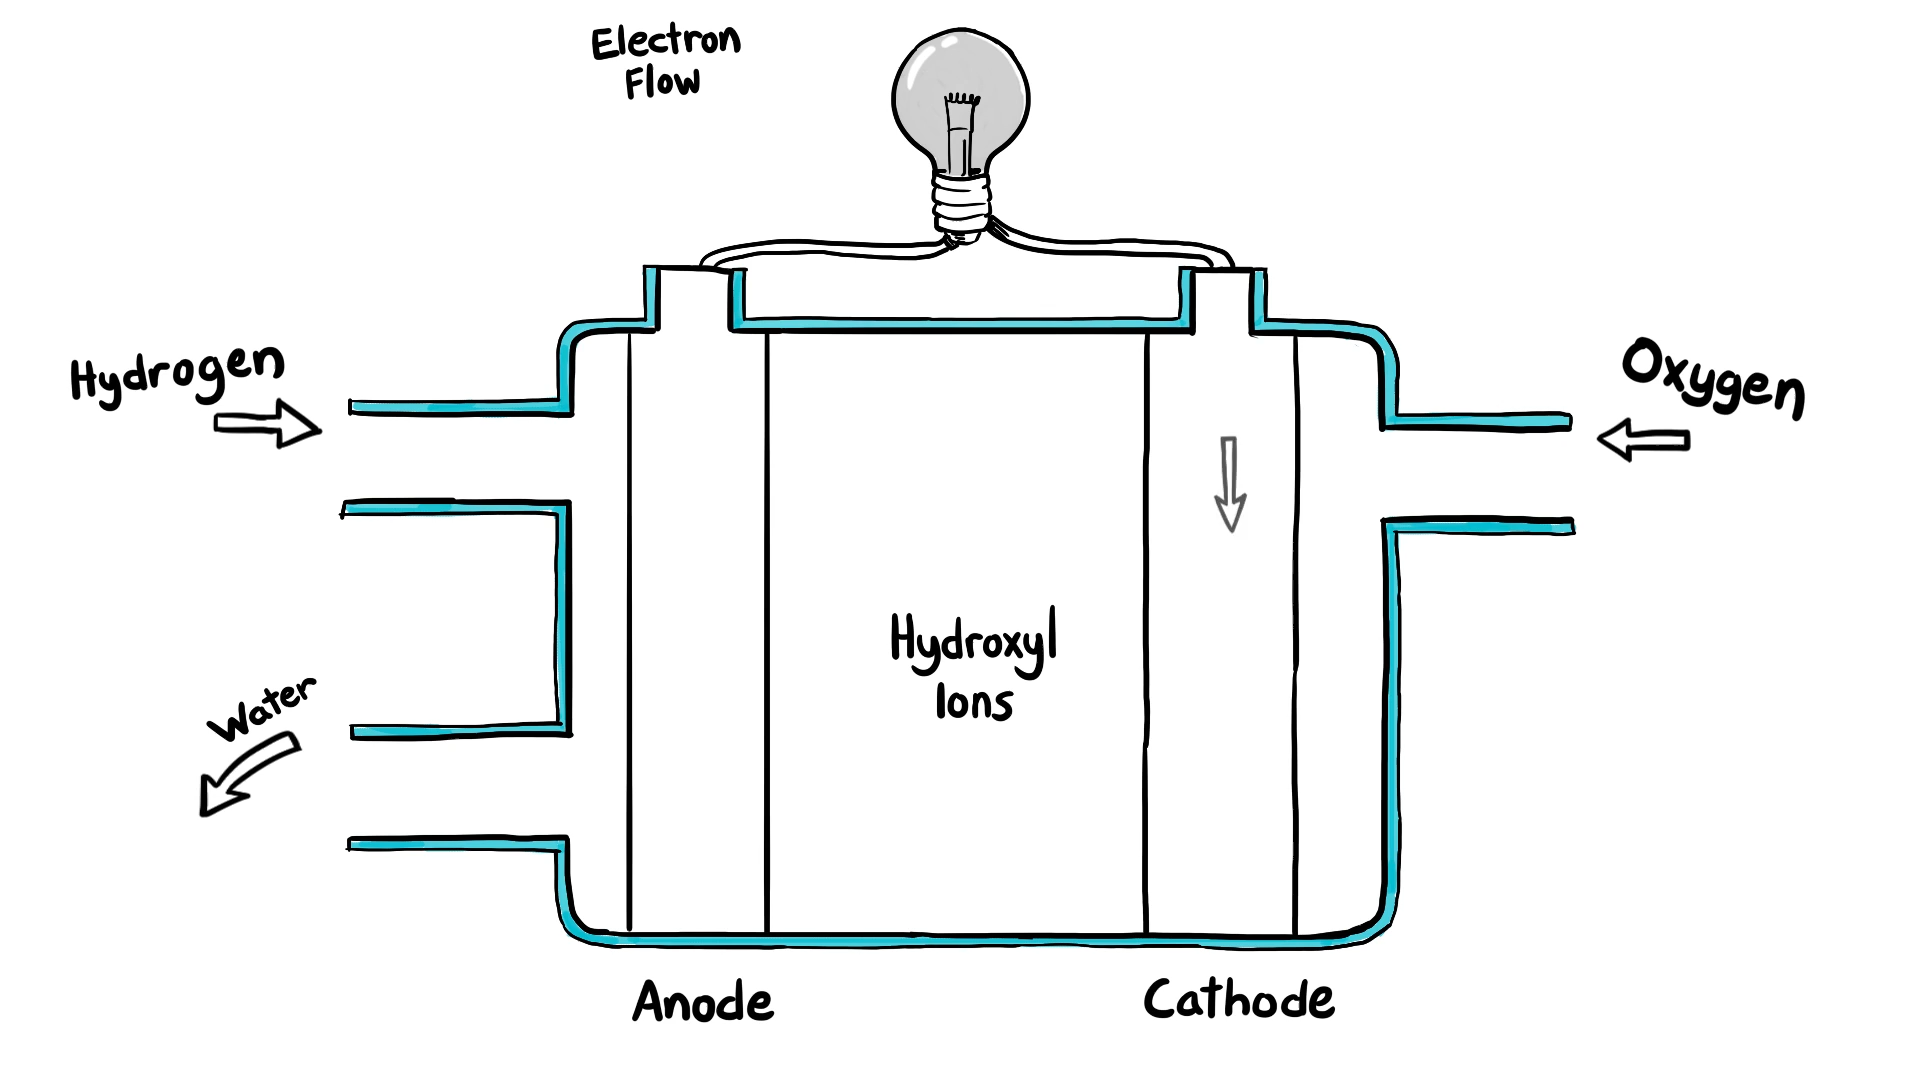 Electron
Flow
Hydrogen
Oxygen
Hydroxyl
Ions
Water
Anode
Cathode